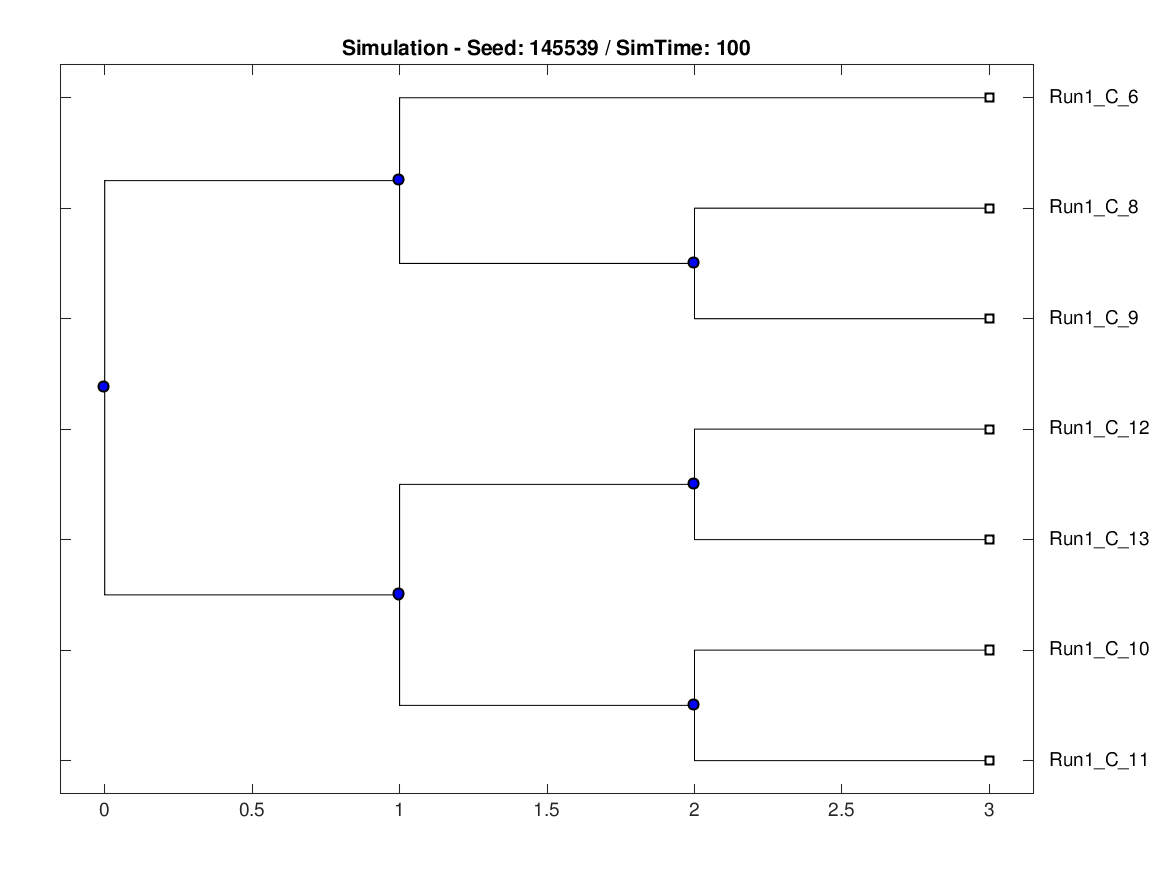 Simulation - Seed: 145539 / SimTime: 100
Run1_C_6
Run1_C_8
Run1_C_9
Run1_C_12
Run1_C_13
Run1_C_10
Run1_C_11
0 0.5 1 1.5 2 2.5 3